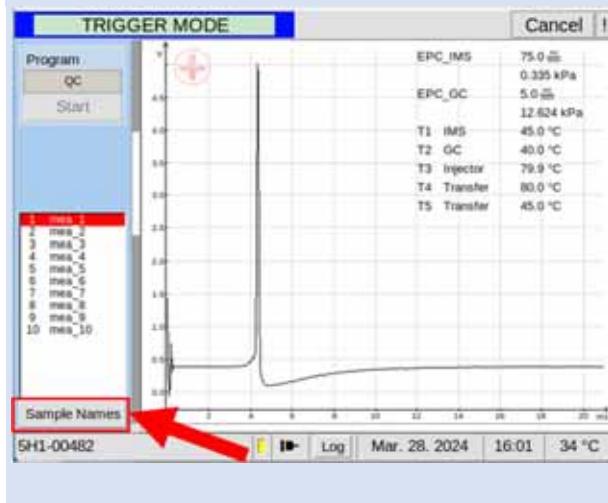 TRIGGER MODE
Cancel
Program
QC
Start
EPC_IMS 75.0
0.335 kPa
EPC_GC 5.0
12.624 kPa
T1 IMS 45.0 °C
T2 GC 40.0 °C
T3 Injector 79.9 °C
T4 Transfer 80.0 °C
T5 Transfer 45.0 °C
1 mea_1
2 mea_2
3 mea_3
4 mea_4
5 mea_5
6 mea_6
7 mea_7
8 mea_8
9 mea_9
10 mea_10
Sample Names
5H1-00482
Log
Mar. 28. 2024
16:01
34 °C